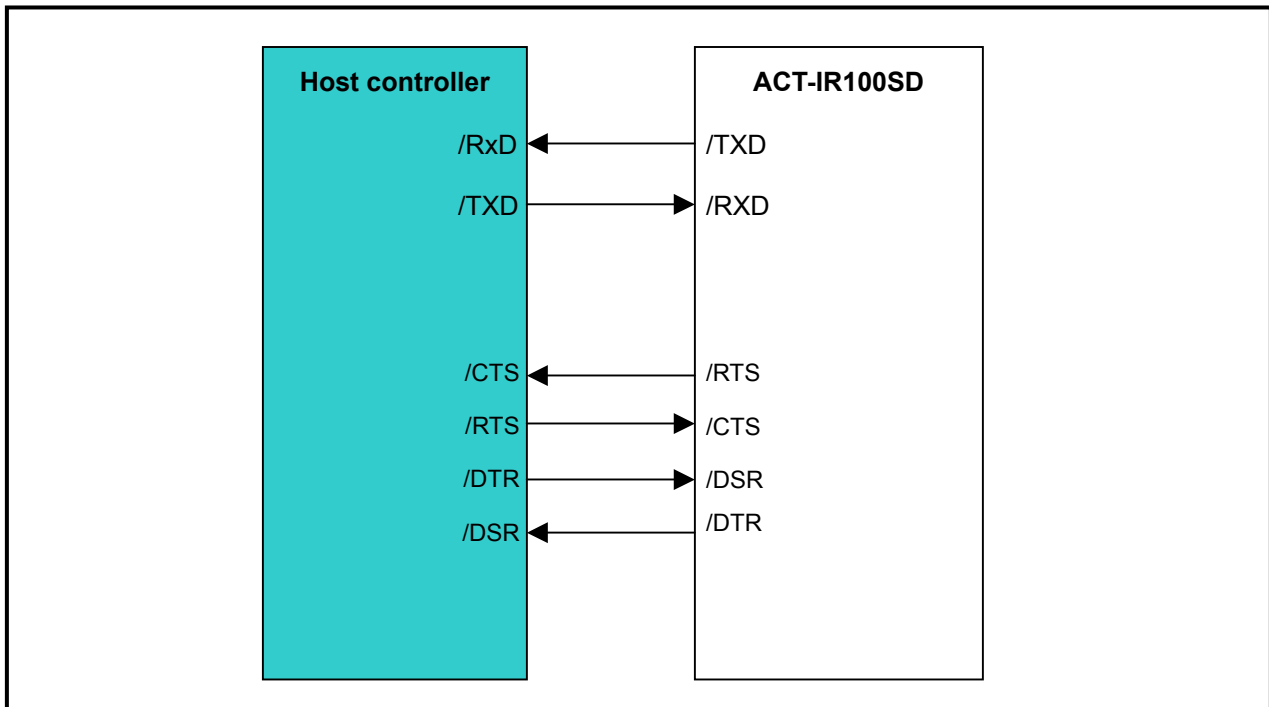 Host controller
ACT-IR100SD
/RxD
/TXD
/TXD
/RXD
/CTS
/RTS
/RTS
/CTS
/DTR
/DSR
/DSR
/DTR